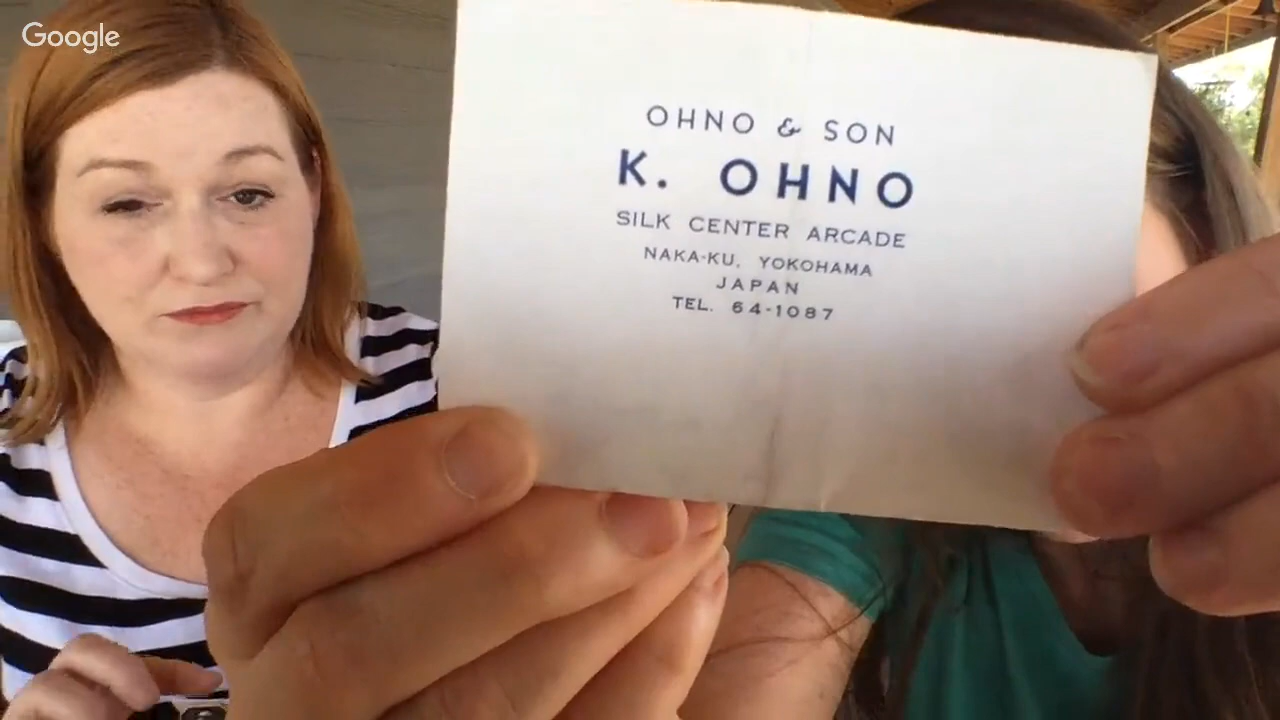 Google
OHNO & SON
K. OHNO
SILK CENTER ARCADE
NAKA-KU, YOKOHAMA
JAPAN
TEL. 64-1087